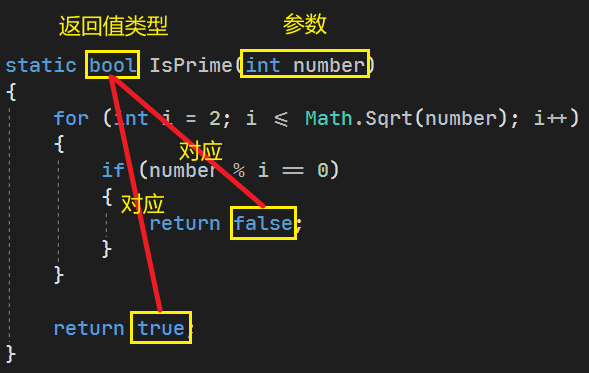 返回值类型 参数
static bool IsPrime(int number)
{
for (int i = 2; i <= Math.Sqrt(number); i++)
{
对应
if (number % i == 0)
{
对应
return false;
}
}
return true;
}